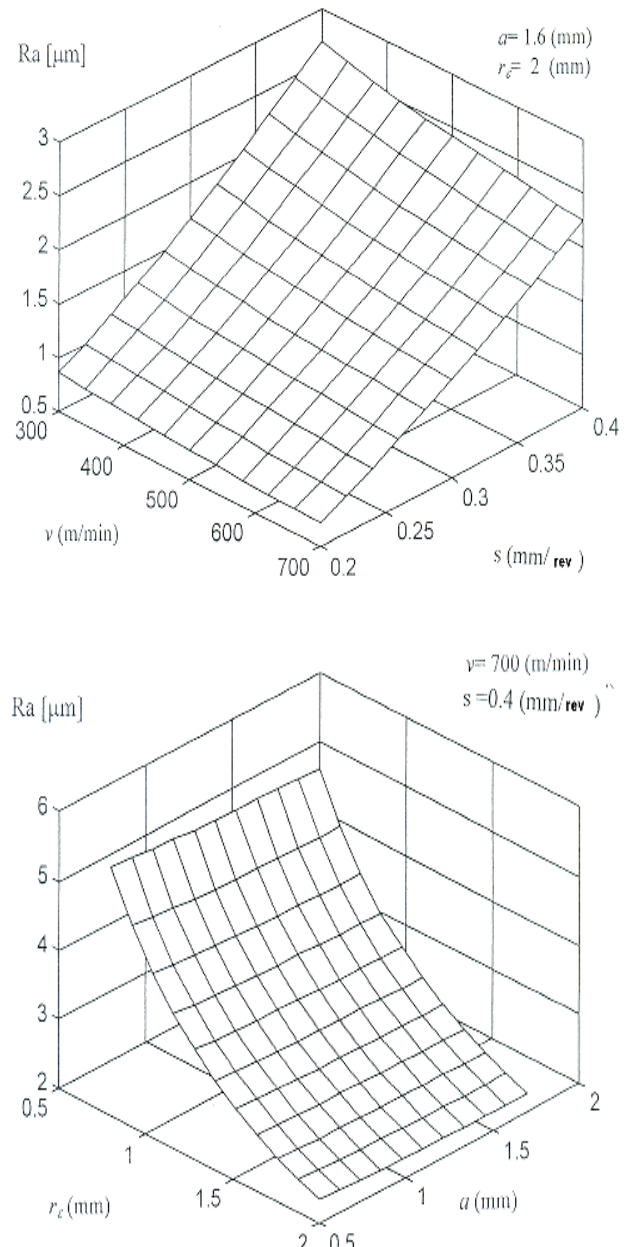 Ra [μm]
a= 1.6 (mm)
rε= 2 (mm)
3
2.5
2
1.5
1
0.5
300
400
500
600
700
v (m/min)
0.2
0.25
0.3
0.35
0.4
s (mm/rev)
Ra [μm]
v= 700 (m/min)
s =0.4 (mm/rev)
6
5
4
3
2
0.5
1
1.5
2
rε (mm)
0.5
1
1.5
2
a (mm)